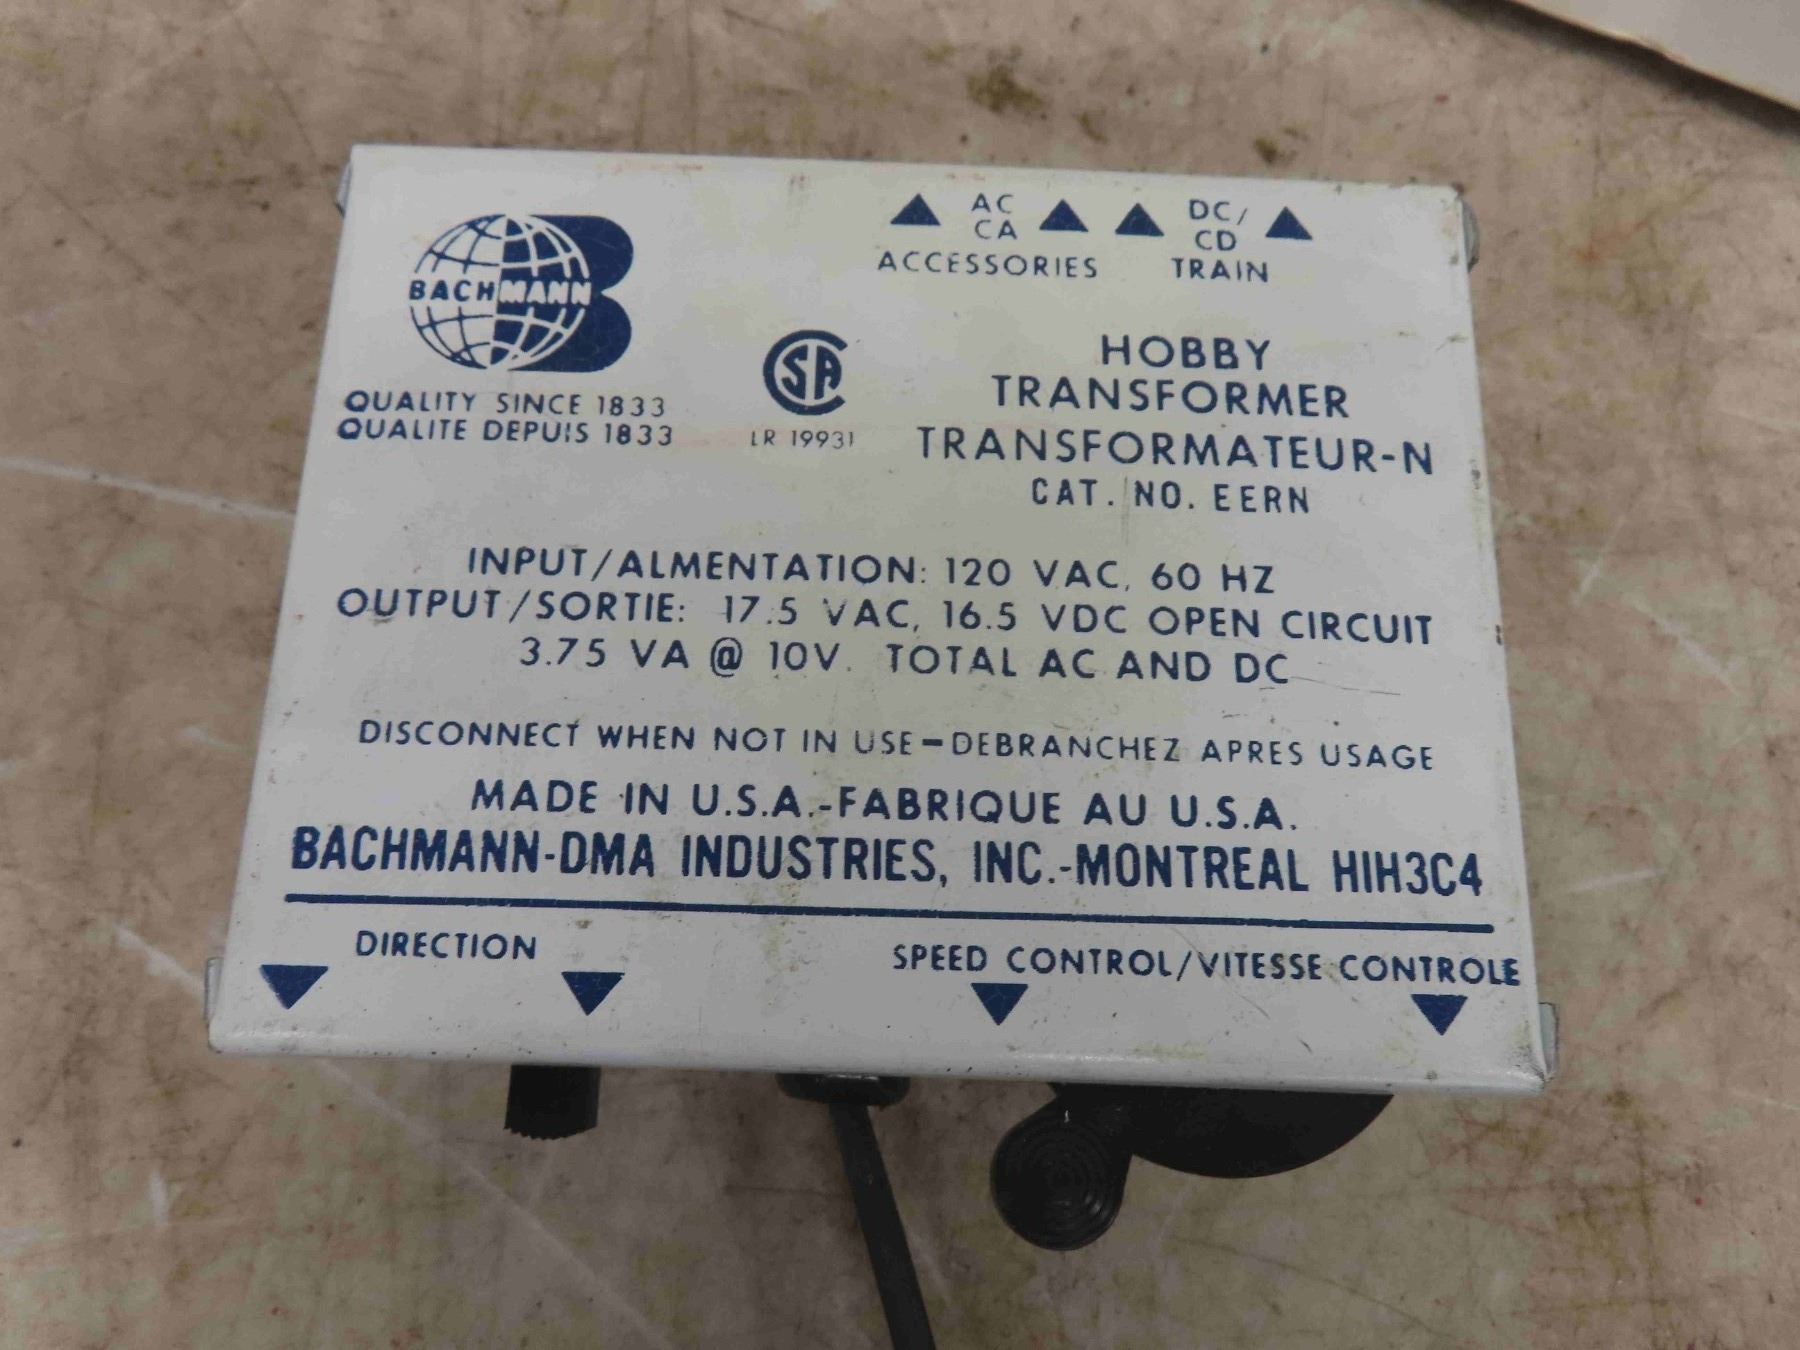 AC
CA
ACCESSORIES
DC/
CD
TRAIN
BACHMANN
QUALITY SINCE 1833
QUALITE DEPUIS 1833
CSA
LR 19931
HOBBY
TRANSFORMER
TRANSFORMATEUR-N
CAT. NO. EERN
INPUT/ALMENTATION: 120 VAC, 60 HZ
OUTPUT/SORTIE: 17.5 VAC, 16.5 VDC OPEN CIRCUIT
3.75 VA @ 10V. TOTAL AC AND DC
DISCONNECT WHEN NOT IN USE-DEBRANCHEZ APRES USAGE
MADE IN U.S.A.-FABRIQUE AU U.S.A.
BACHMANN-DMA INDUSTRIES, INC.-MONTREAL HIH3C4
DIRECTION
SPEED CONTROL/VITESSE CONTROLE